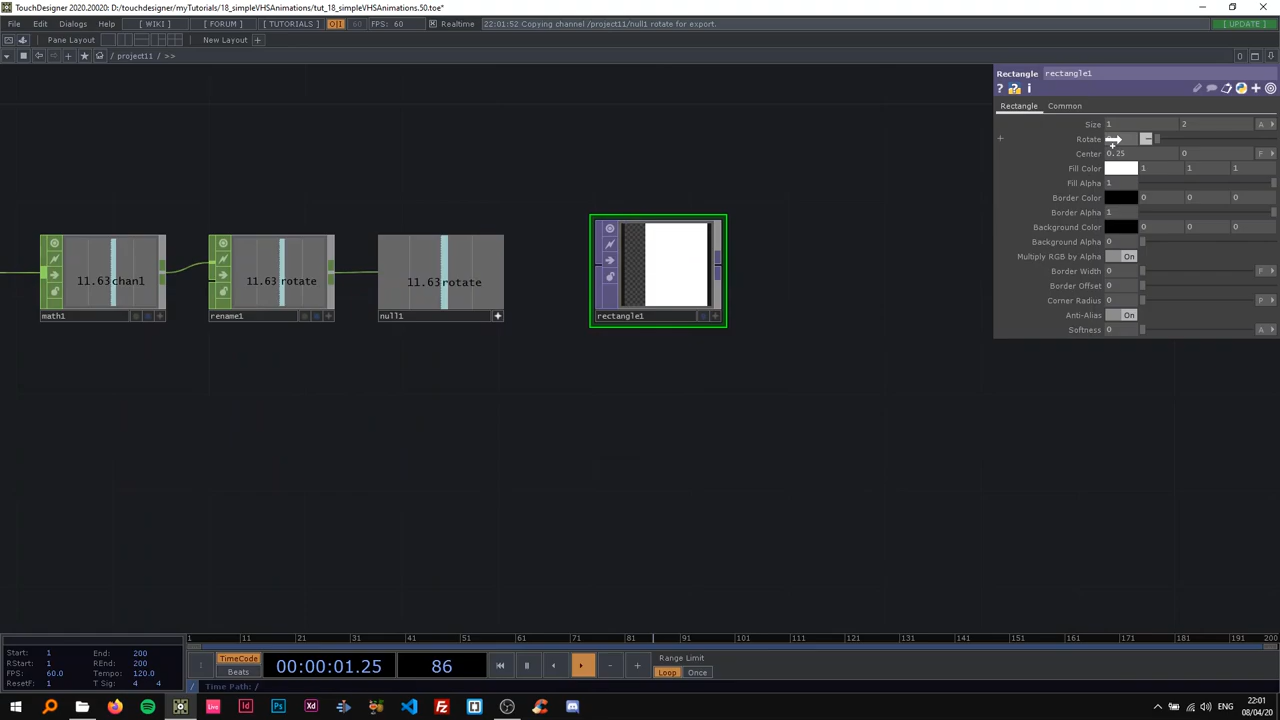 TouchDesigner 2020.20020: D:/touchdesigner/myTutorials/18_simpleVHSAnimations/tut_18_simpleVHSAnimations.50.toe*
File Edit Dialogs Help [ WIKI ] [ FORUM ] [ TUTORIALS ] O|I FPS: 60 Realtime 22:01:52 Copying channel /project11/null1 rotate for export. [ UPDATE ]
Pane Layout New Layout +
/ project11 / >> 0
Rectangle rectangle1
? i
Rectangle Common
Size 1 2 A
Rotate
Center 0.25 0 F
Fill Color 1 1 1
Fill Alpha 1
Border Color 0 0 0
Border Alpha 1
Background Color 0 0 0
Background Alpha 0
Multiply RGB by Alpha On
Border Width 0 F
Border Offset 0
Corner Radius 0 P
Anti-Alias On
Softness 0 A
11.63 chan1 11.63 rotate 11.63 rotate
math1 rename1 null1 rectangle1
1 11 21 31 41 51 61 71 81 91 101 111 121 131 141 151 161 171 181 191 200
Start: 1 End: 200
RStart: 1 REnd: 200
FPS: 60.0 Tempo: 120.0
ResetF: 1 T Sig: 4 4
TimeCode
Beats
00:00:01.25 86
Range Limit
Loop Once
/ Time Path: /
ENG
22:01
08/04/20